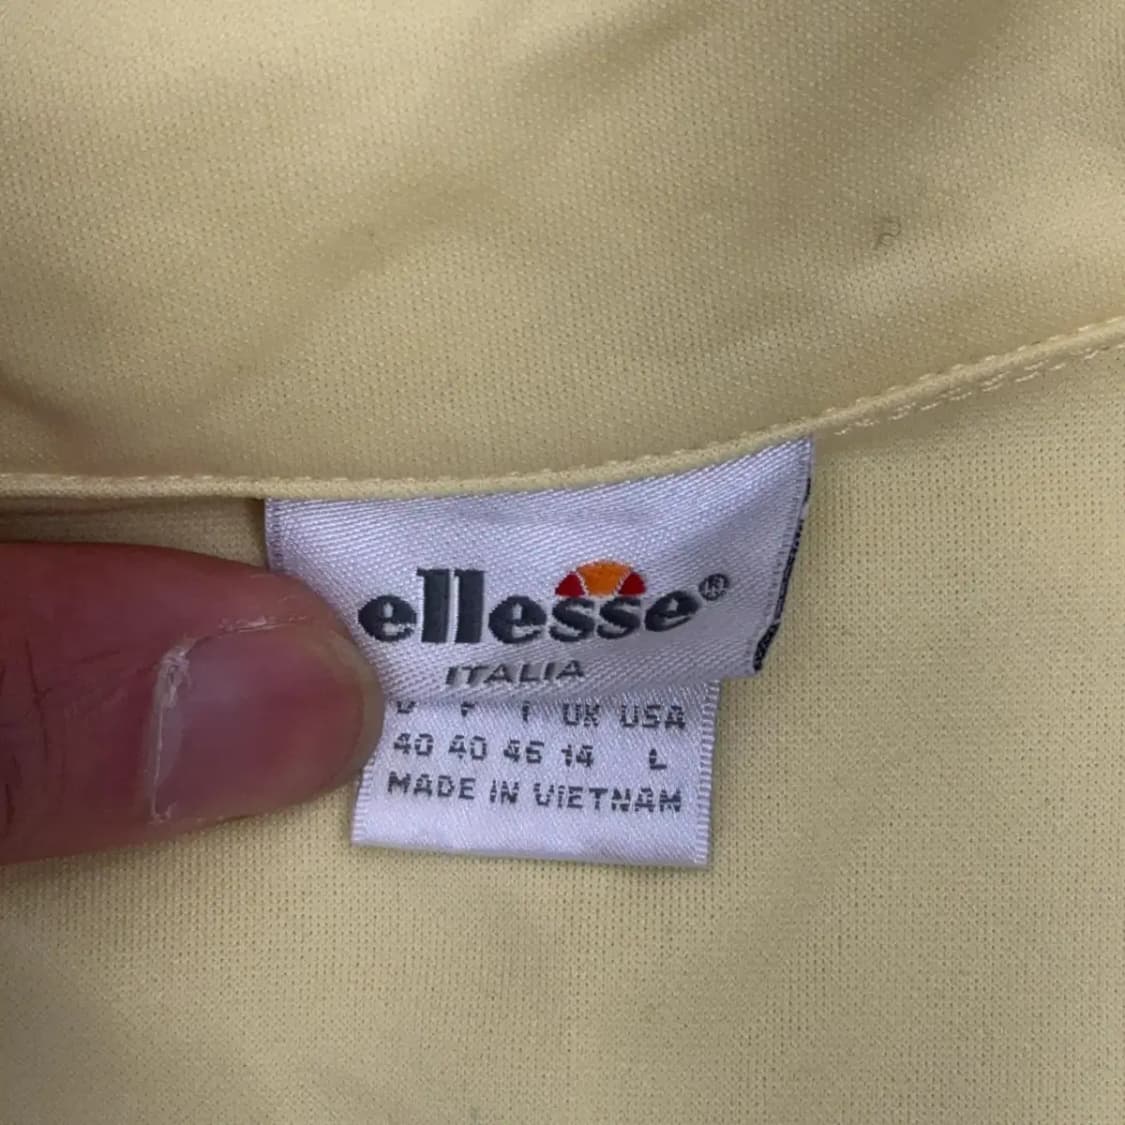 ellesse®
ITALIA
D F I UK USA
40 40 46 14 L
MADE IN VIETNAM